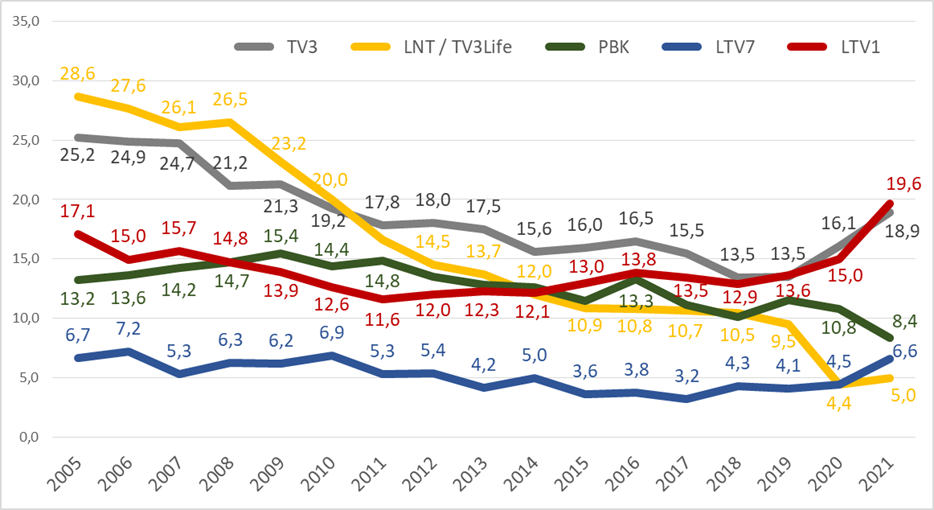 35,0
TV3 LNT / TV3Life PBK LTV7 LTV1
30,0
25,0
20,0
15,0
10,0
5,0
0,0
28,6 27,6 26,1 26,5 23,2 20,0 14,5 13,7 12,0 10,9 10,8 10,7 10,5 9,5 4,4 5,0
25,2 24,9 24,7 21,2 21,3 19,2 17,8 18,0 17,5 15,6 16,0 16,5 15,5 13,5 13,5 16,1 18,9
17,1 15,0 15,7 14,8 13,9 12,6 11,6 12,0 12,3 12,1 13,0 13,8 13,5 12,9 13,6 15,0 19,6
13,2 13,6 14,2 14,7 15,4 14,4 14,8 13,3 10,8 8,4
6,7 7,2 5,3 6,3 6,2 6,9 5,3 5,4 4,2 5,0 3,6 3,8 3,2 4,3 4,1 4,5 6,6
2005 2006 2007 2008 2009 2010 2011 2012 2013 2014 2015 2016 2017 2018 2019 2020 2021